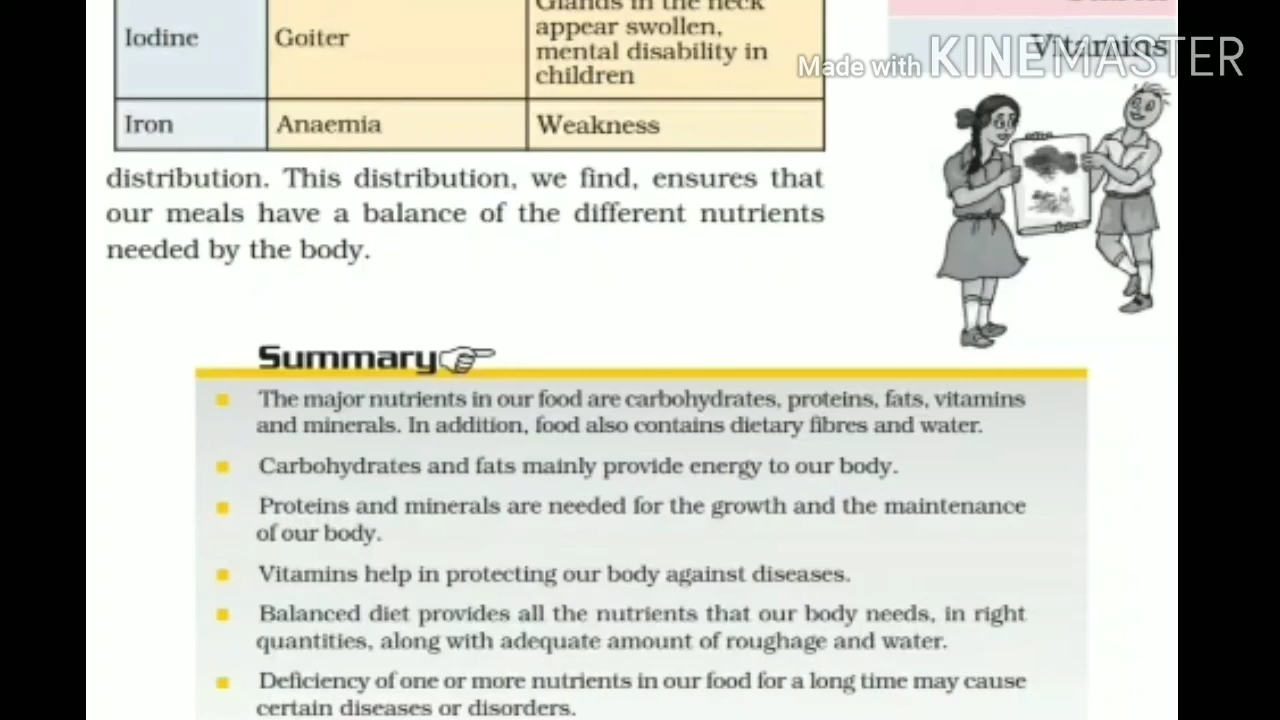 Glands in the neck
Iodine Goiter appear swollen,
mental disability in
children
Vitamins
Made with KINEMASTER
Iron Anaemia Weakness
distribution. This distribution, we find, ensures that
our meals have a balance of the different nutrients
needed by the body.
Summary
The major nutrients in our food are carbohydrates, proteins, fats, vitamins
and minerals. In addition, food also contains dietary fibres and water.
Carbohydrates and fats mainly provide energy to our body.
Proteins and minerals are needed for the growth and the maintenance
of our body.
Vitamins help in protecting our body against diseases.
Balanced diet provides all the nutrients that our body needs, in right
quantities, along with adequate amount of roughage and water.
Deficiency of one or more nutrients in our food for a long time may cause
certain diseases or disorders.